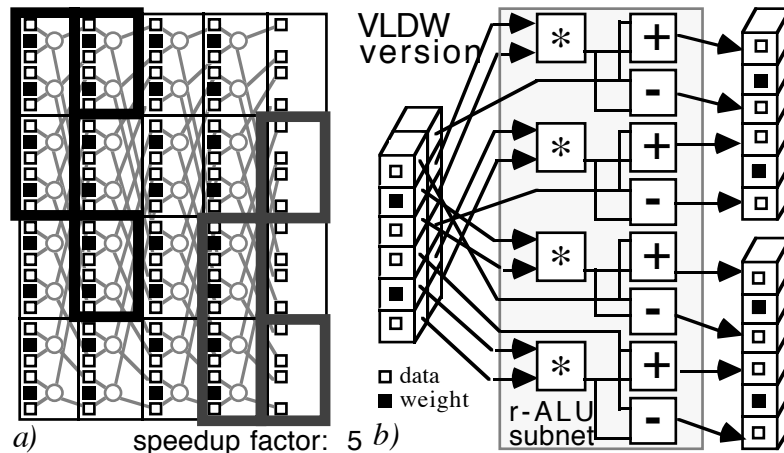 VLDW
version
* + -
* + -
* + -
* + -
data
weight
r-ALU
subnet
a) speedup factor: 5
b)